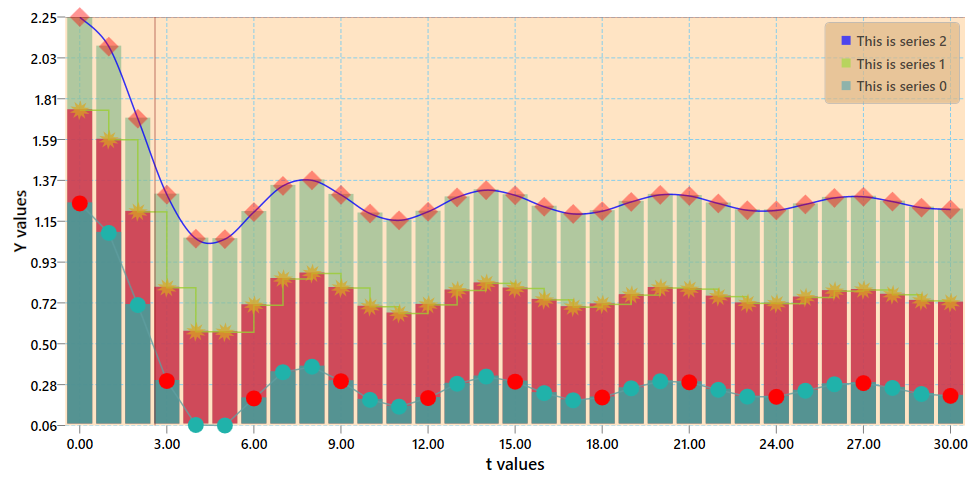 2.25
2.03
1.81
1.59
1.37
1.15
0.93
0.72
0.50
0.28
0.06
Y values
This is series 2
This is series 1
This is series 0
0.00 3.00 6.00 9.00 12.00 15.00 18.00 21.00 24.00 27.00 30.00
t values